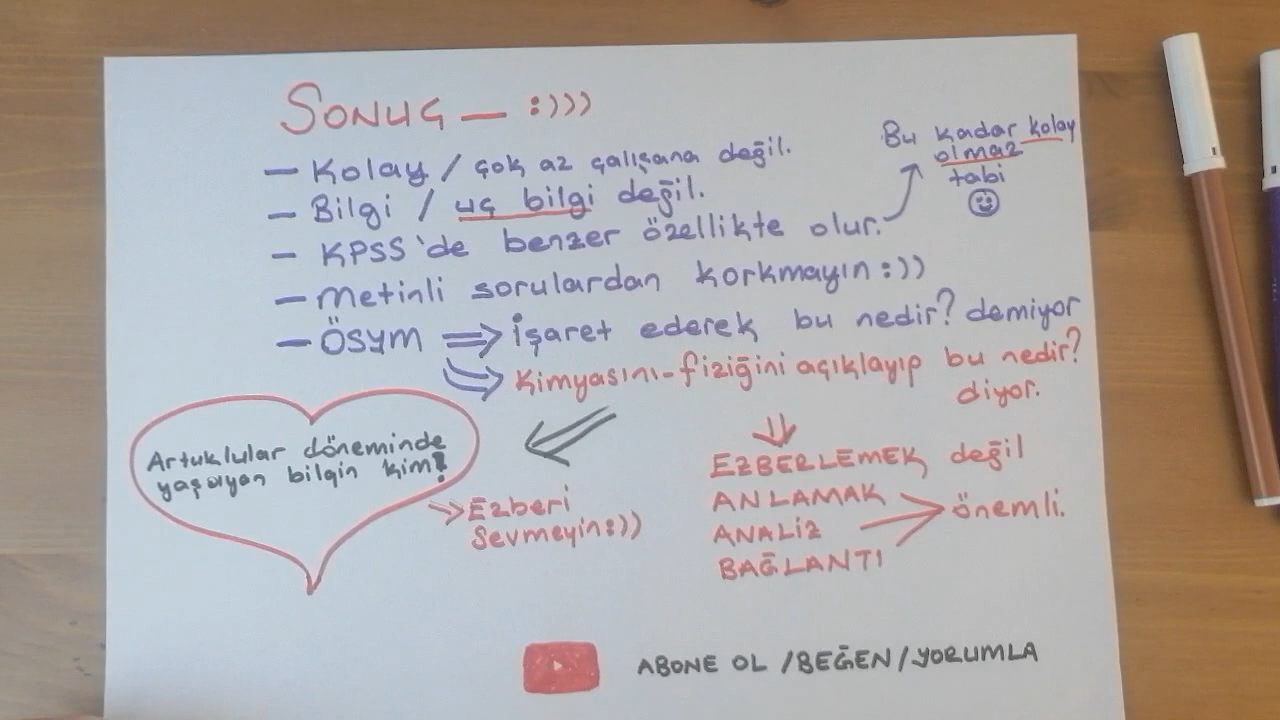 SONUÇ — :)))
— Kolay / çok az çalışana değil.
— Bilgi / uç bilgi değil.
— KPSS'de benzer özellikte olur.
Bu kadar kolay
olmaz
tabi
— Metinli sorulardan korkmayın:))
— ÖSYM ⇒ İşaret ederek bu nedir? demiyor
⇒ Kimyasını-fiziğini açıklayıp bu nedir?
diyor.
Artuklular döneminde
yaşayan bilgin kim?
Ezberi
Sevmeyin:))
EZBERLEMEK değil
ANLAMAK
ANALİZ
BAĞLANTI
önemli.
ABONE OL / BEĞEN / YORUMLA